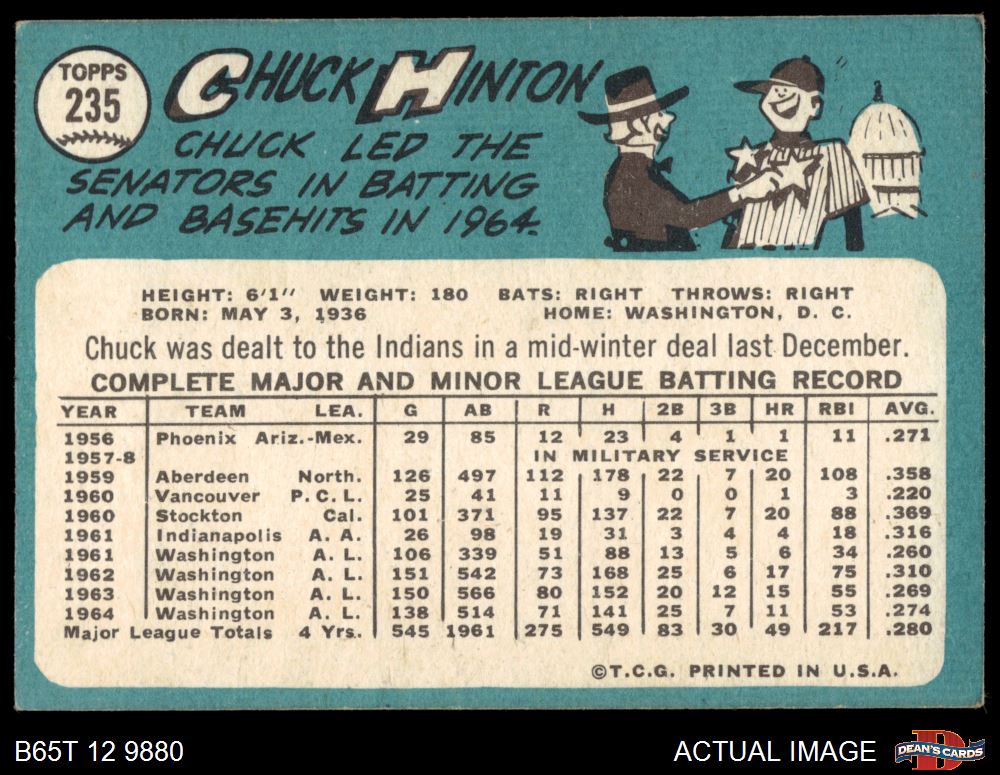 TOPPS
235
CHUCK HINTON
CHUCK LED THE
SENATORS IN BATTING
AND BASEHITS IN 1964.
HEIGHT: 6'1" WEIGHT: 180 BATS: RIGHT THROWS: RIGHT
BORN: MAY 3, 1936 HOME: WASHINGTON, D. C.
Chuck was dealt to the Indians in a mid-winter deal last December.
COMPLETE MAJOR AND MINOR LEAGUE BATTING RECORD
YEAR TEAM LEA. G AB R H 2B 3B HR RBI AVG.
1956 Phoenix Ariz.-Mex. 29 85 12 23 4 1 1 11 .271
1957-8 IN MILITARY SERVICE
1959 Aberdeen North. 126 497 112 178 22 7 20 108 .358
1960 Vancouver P. C. L. 25 41 11 9 0 0 1 3 .220
1960 Stockton Cal. 101 371 95 137 22 7 20 88 .369
1961 Indianapolis A. A. 26 98 19 31 3 4 4 18 .316
1961 Washington A. L. 106 339 51 88 13 5 6 34 .260
1962 Washington A. L. 151 542 73 168 25 6 17 75 .310
1963 Washington A. L. 150 566 80 152 20 12 15 55 .269
1964 Washington A. L. 138 514 71 141 25 7 11 53 .274
Major League Totals 4 Yrs. 545 1961 275 549 83 30 49 217 .280
©T.C.G. PRINTED IN U.S.A.
B65T 12 9880 ACTUAL IMAGE D DEAN'S CARDS